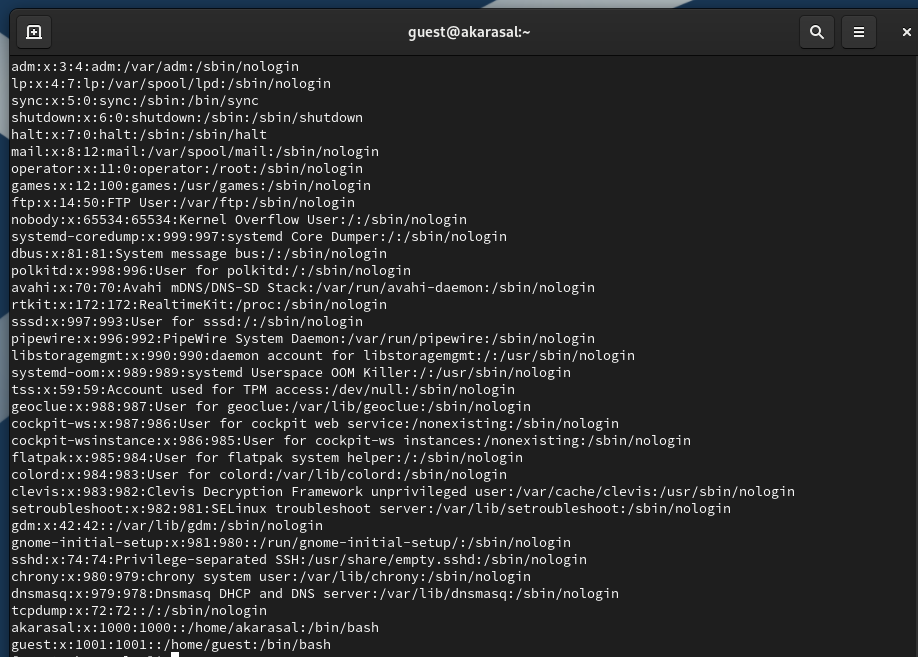 guest@akarasal:~
adm:x:3:4:adm:/var/adm:/sbin/nologin
lp:x:4:7:lp:/var/spool/lpd:/sbin/nologin
sync:x:5:0:sync:/sbin:/bin/sync
shutdown:x:6:0:shutdown:/sbin:/sbin/shutdown
halt:x:7:0:halt:/sbin:/sbin/halt
mail:x:8:12:mail:/var/spool/mail:/sbin/nologin
operator:x:11:0:operator:/root:/sbin/nologin
games:x:12:100:games:/usr/games:/sbin/nologin
ftp:x:14:50:FTP User:/var/ftp:/sbin/nologin
nobody:x:65534:65534:Kernel Overflow User:/:/sbin/nologin
systemd-coredump:x:999:997:systemd Core Dumper:/:/sbin/nologin
dbus:x:81:81:System message bus:/:/sbin/nologin
polkitd:x:998:996:User for polkitd:/:/sbin/nologin
avahi:x:70:70:Avahi mDNS/DNS-SD Stack:/var/run/avahi-daemon:/sbin/nologin
rtkit:x:172:172:RealtimeKit:/proc:/sbin/nologin
sssd:x:997:993:User for sssd:/:/sbin/nologin
pipewire:x:996:992:PipeWire System Daemon:/var/run/pipewire:/sbin/nologin
libstoragemgmt:x:990:990:daemon account for libstoragemgmt:/:/usr/sbin/nologin
systemd-oom:x:989:989:systemd Userspace OOM Killer:/:/usr/sbin/nologin
tss:x:59:59:Account used for TPM access:/dev/null:/sbin/nologin
geoclue:x:988:987:User for geoclue:/var/lib/geoclue:/sbin/nologin
cockpit-ws:x:987:986:User for cockpit web service:/nonexisting:/sbin/nologin
cockpit-wsinstance:x:986:985:User for cockpit-ws instances:/nonexisting:/sbin/nologin
flatpak:x:985:984:User for flatpak system helper:/:/sbin/nologin
colord:x:984:983:User for colord:/var/lib/colord:/sbin/nologin
clevis:x:983:982:Clevis Decryption Framework unprivileged user:/var/cache/clevis:/usr/sbin/nologin
setroubleshoot:x:982:981:SELinux troubleshoot server:/var/lib/setroubleshoot:/sbin/nologin
gdm:x:42:42::/var/lib/gdm:/sbin/nologin
gnome-initial-setup:x:981:980::/run/gnome-initial-setup/:/sbin/nologin
sshd:x:74:74:Privilege-separated SSH:/usr/share/empty.sshd:/sbin/nologin
chrony:x:980:979:chrony system user:/var/lib/chrony:/sbin/nologin
dnsmasq:x:979:978:Dnsmasq DHCP and DNS server:/var/lib/dnsmasq:/sbin/nologin
tcpdump:x:72:72::/:/sbin/nologin
akarasal:x:1000:1000::/home/akarasal:/bin/bash
guest:x:1001:1001::/home/guest:/bin/bash